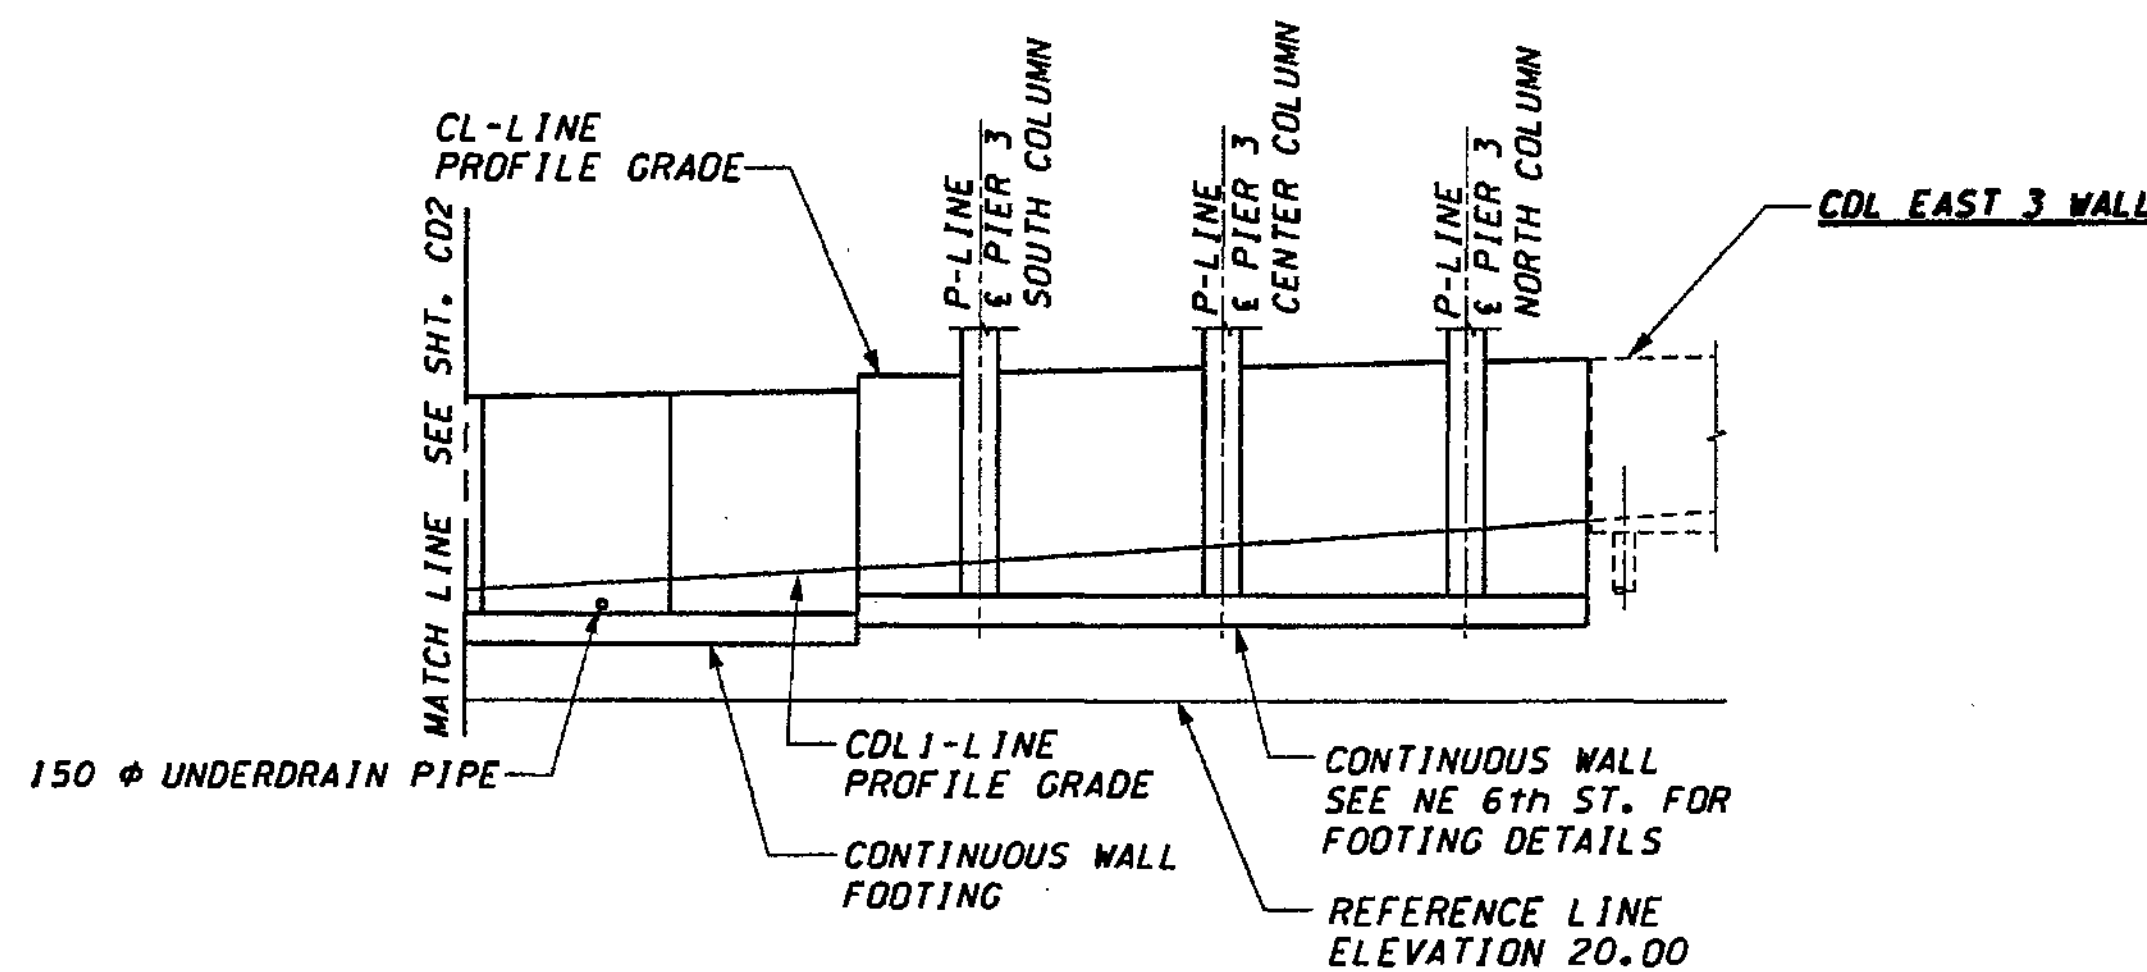 CL-LINE
PROFILE GRADE
MATCH LINE SEE SHT. CD2
P-LINE
℄ PIER 3
SOUTH COLUMN
P-LINE
℄ PIER 3
CENTER COLUMN
P-LINE
℄ PIER 3
NORTH COLUMN
CDL EAST 3 WALL
150 ϕ UNDERDRAIN PIPE
CDL1-LINE
PROFILE GRADE
CONTINUOUS WALL
FOOTING
CONTINUOUS WALL
SEE NE 6th ST. FOR
FOOTING DETAILS
REFERENCE LINE
ELEVATION 20.00